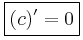 (c)′ = 0